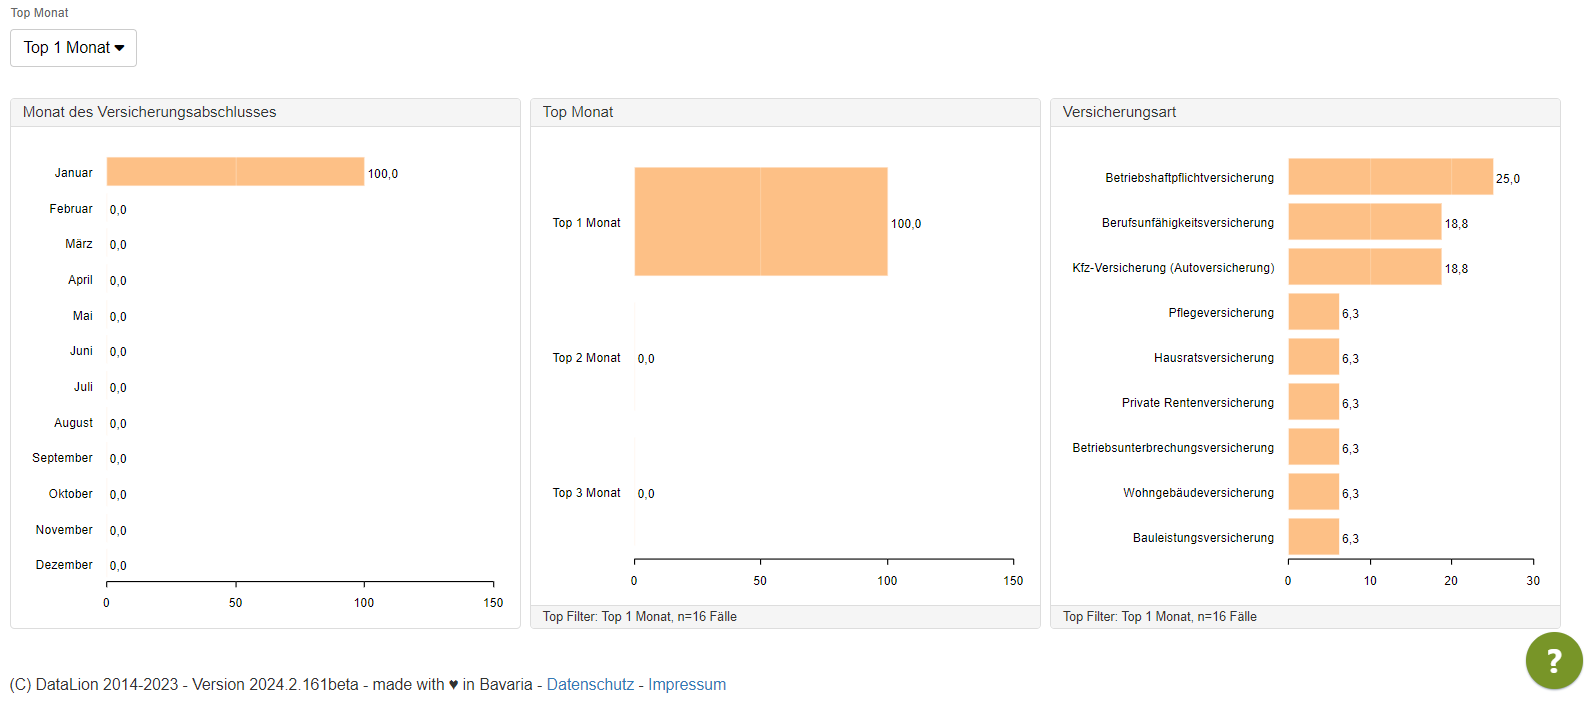 Top Monat
Top 1 Monat
Monat des Versicherungsabschlusses
Januar 100,0
Februar 0,0
März 0,0
April 0,0
Mai 0,0
Juni 0,0
Juli 0,0
August 0,0
September 0,0
Oktober 0,0
November 0,0
Dezember 0,0
0 50 100 150
Top Monat
Top 1 Monat 100,0
Top 2 Monat 0,0
Top 3 Monat 0,0
0 50 100 150
Top Filter: Top 1 Monat, n=16 Fälle
Versicherungsart
Betriebshaftpflichtversicherung 25,0
Berufsunfähigkeitsversicherung 18,8
Kfz-Versicherung (Autoversicherung) 18,8
Pflegeversicherung 6,3
Hausratsversicherung 6,3
Private Rentenversicherung 6,3
Betriebsunterbrechungsversicherung 6,3
Wohngebäudeversicherung 6,3
Bauleistungsversicherung 6,3
0 10 20 30
Top Filter: Top 1 Monat, n=16 Fälle
?
(C) DataLion 2014-2023 - Version 2024.2.161beta - made with ♥ in Bavaria - Datenschutz - Impressum